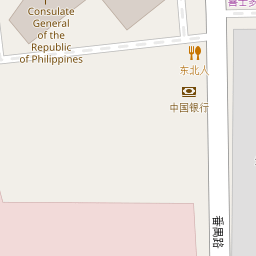 Consulate
General
of the
Republic
of Philippines
东北人
中国银行
番禺路